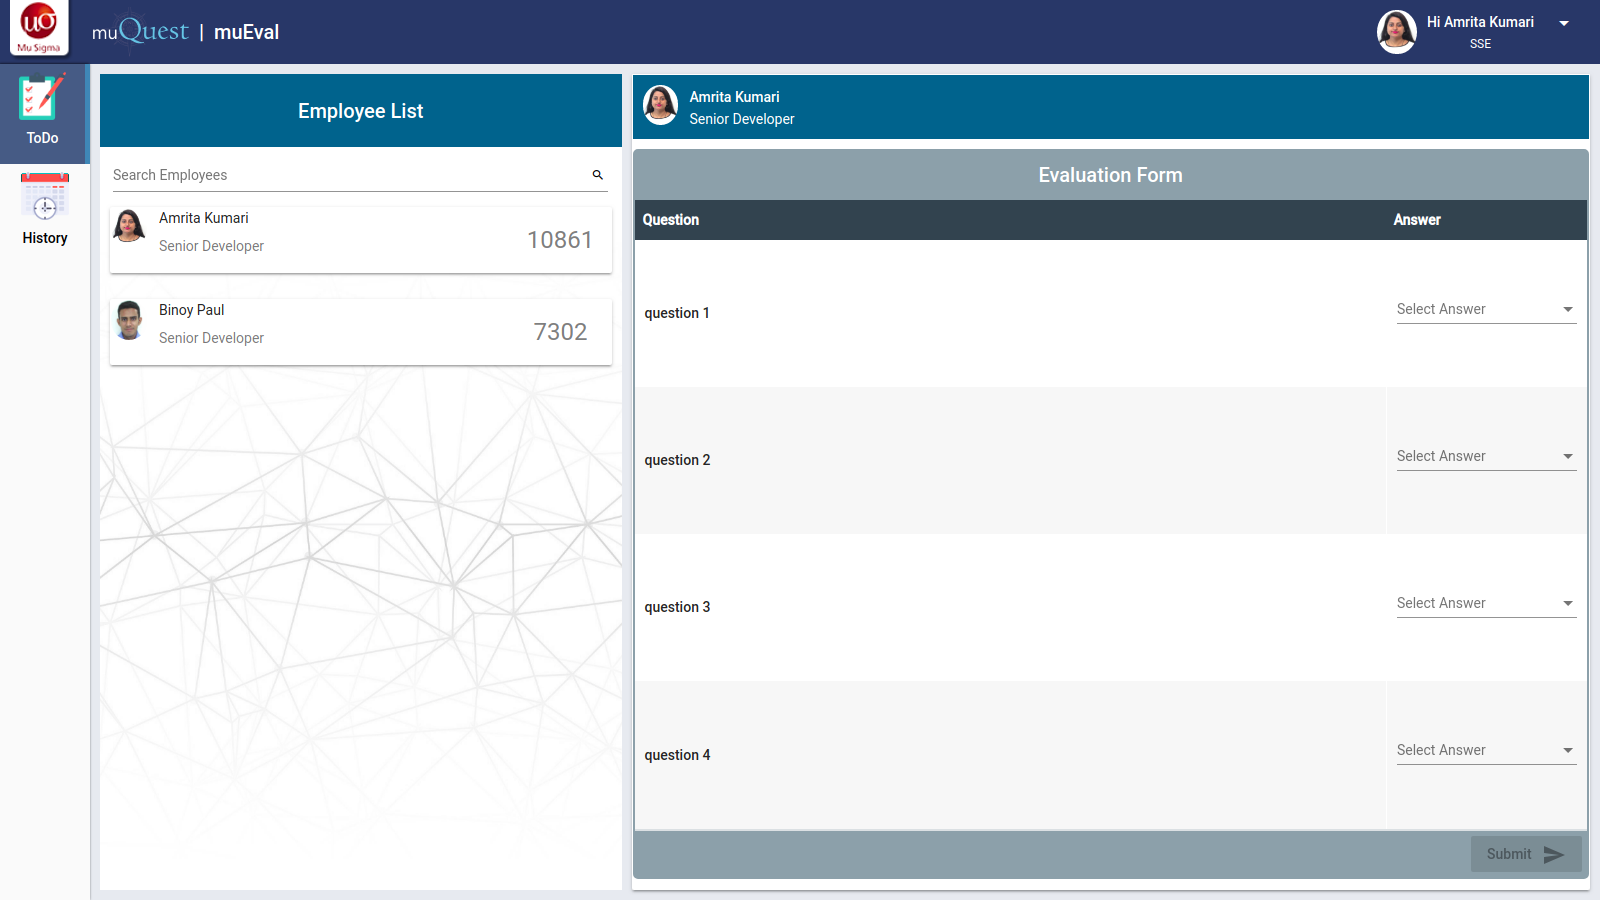 uσ
Mu Sigma
muQuest | muEval
Hi Amrita Kumari
SSE
ToDo
History
Employee List
Search Employees
Amrita Kumari
Senior Developer
10861
Binoy Paul
Senior Developer
7302
Amrita Kumari
Senior Developer
Evaluation Form
Question Answer
question 1 Select Answer
question 2 Select Answer
question 3 Select Answer
question 4 Select Answer
Submit